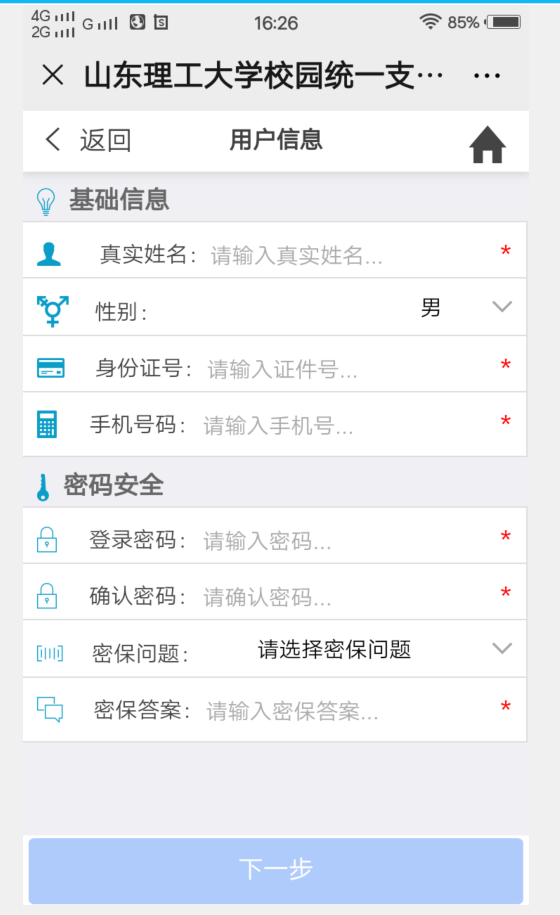 4G G 16:26 85%
2G
山东理工大学校园统一支… …
返回 用户信息
基础信息
真实姓名: 请输入真实姓名... *
性别: 男
身份证号: 请输入证件号... *
手机号码: 请输入手机号... *
密码安全
登录密码: 请输入密码... *
确认密码: 请确认密码... *
密保问题: 请选择密保问题
密保答案: 请输入密保答案... *
下一步